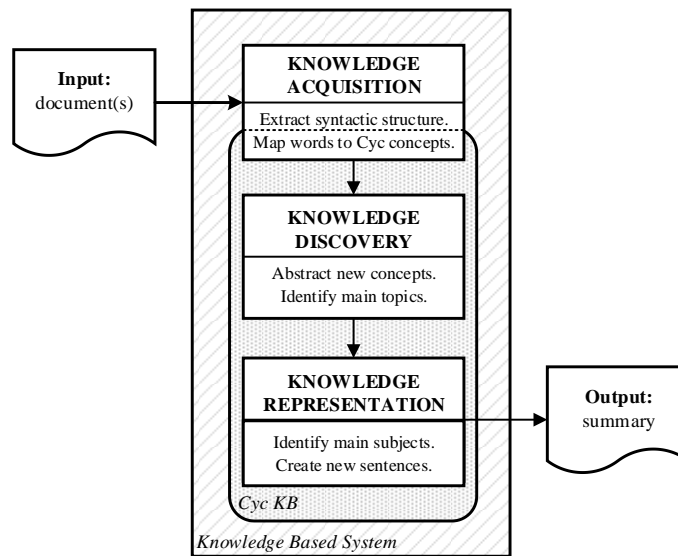 Input:
document(s)
KNOWLEDGE
ACQUISITION
Extract syntactic structure.
Map words to Cyc concepts.
KNOWLEDGE
DISCOVERY
Abstract new concepts.
Identify main topics.
KNOWLEDGE
REPRESENTATION
Identify main subjects.
Create new sentences.
Output:
summary
Cyc KB
Knowledge Based System